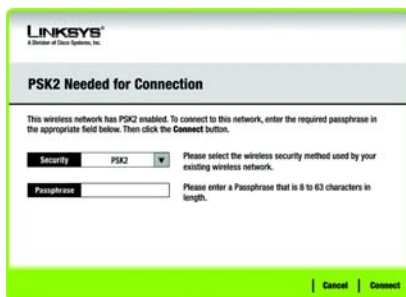 LINKSYS®
A Division of Cisco Systems, Inc.
PSK2 Needed for Connection
This wireless network has PSK2 enabled. To connect to this network, enter the required passphrase in
the appropriate field below. Then click the Connect button.
Security PSK2
Please select the wireless security method used by your
existing wireless network.
Passphrase
Please enter a Passphrase that is 8 to 63 characters in
length.
Cancel Connect